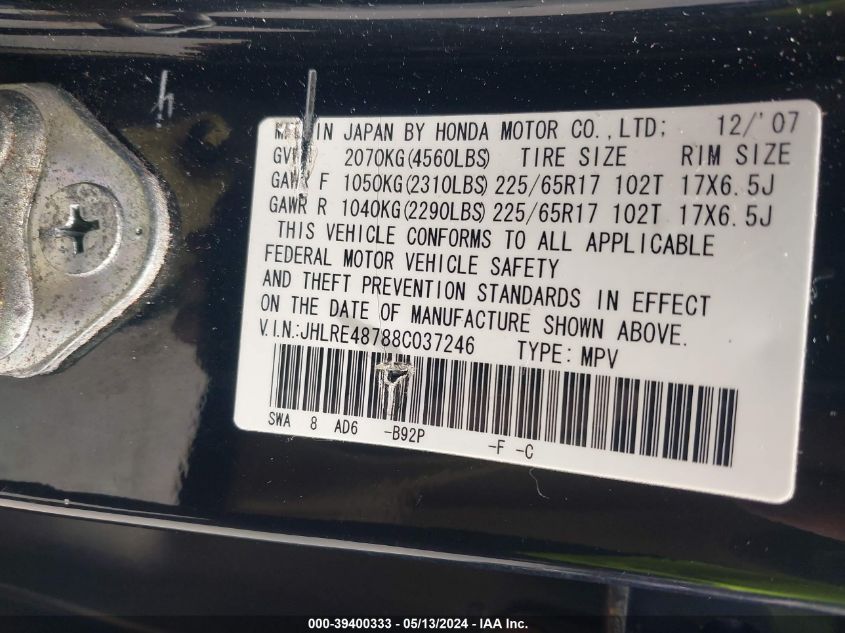 IN JAPAN BY HONDA MOTOR CO.,LTD; 12/'07
2070KG(4560LBS) TIRE SIZE RIM SIZE
GAWR F 1050KG(2310LBS) 225/65R17 102T 17X6.5J
GAWR R 1040KG(2290LBS) 225/65R17 102T 17X6.5J
THIS VEHICLE CONFORMS TO ALL APPLICABLE
FEDERAL MOTOR VEHICLE SAFETY
AND THEFT PREVENTION STANDARDS IN EFFECT
ON THE DATE OF MANUFACTURE SHOWN ABOVE.
V.I.N:JHLRE48788C037246 TYPE: MPV
SWA 8 AD6 -B92P -F -C
000-39400333 - 05/13/2024 - IAA Inc.